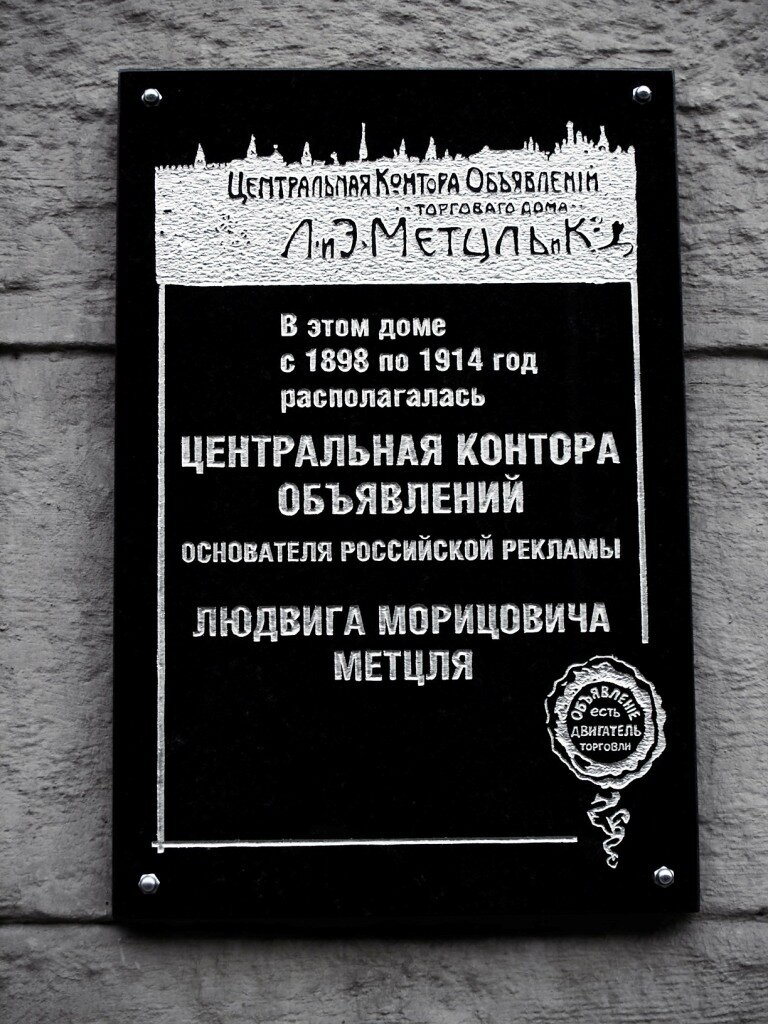 Центральная Контора Объявленій
торговаго дома
Л. и Э. Метцль и Ко
В этом доме
с 1898 по 1914 год
располагалась
ЦЕНТРАЛЬНАЯ КОНТОРА
ОБЪЯВЛЕНИЙ
ОСНОВАТЕЛЯ РОССИЙСКОЙ РЕКЛАМЫ
ЛЮДВИГА МОРИЦОВИЧА
МЕТЦЛЯ
ОБЪЯВЛЕНІЕ
есть
ДВИГАТЕЛЬ
торговли